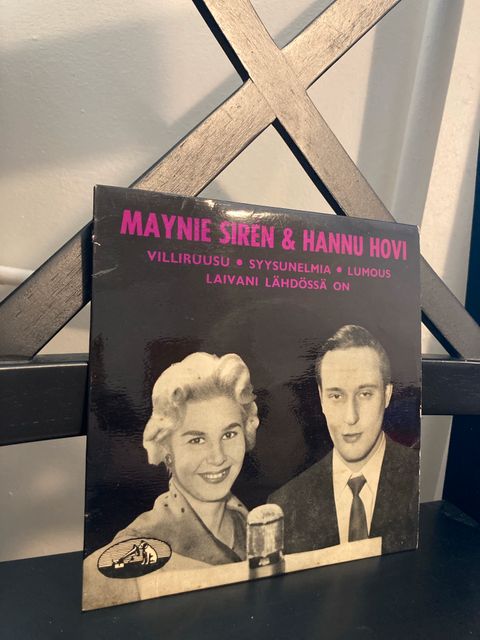 MAYNIE SIREN & HANNU HOVI
VILLIRUUSU • SYYSUNELMIA • LUMOUS
LAIVANI LÄHDÖSSÄ ON